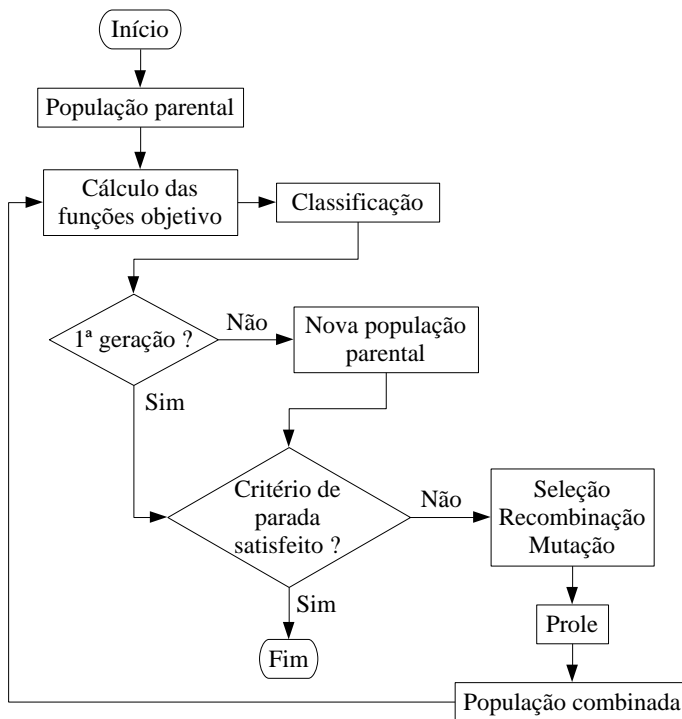 Início
População parental
Cálculo das
funções objetivo
Classificação
1ª geração ?
Não
Nova população
parental
Sim
Critério de
parada
satisfeito ?
Não
Seleção
Recombinação
Mutação
Sim
Prole
Fim
População combinada